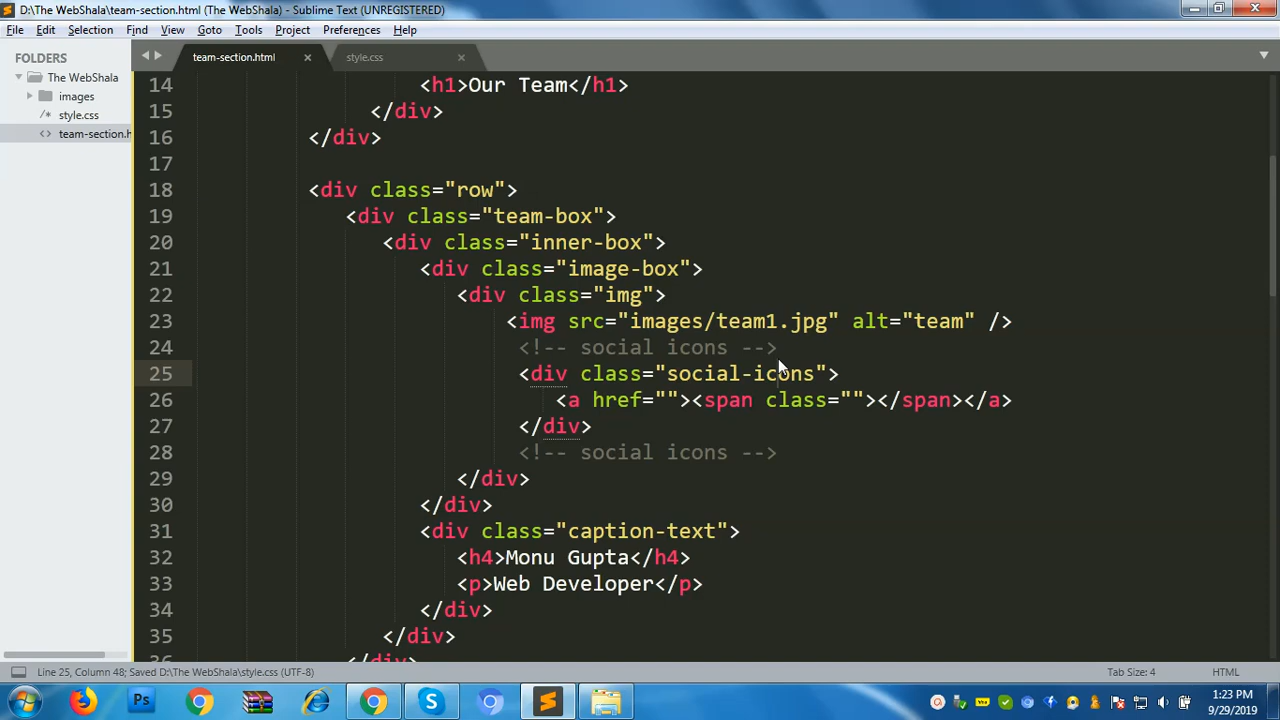 D:\The WebShala\team-section.html (The WebShala) - Sublime Text (UNREGISTERED)
File Edit Selection Find View Goto Tools Project Preferences Help
FOLDERS
The WebShala
images
style.css
team-section.h
team-section.html × style.css ×
14 <h1>Our Team</h1>
15 </div>
16 </div>
17
18 <div class="row">
19 <div class="team-box">
20 <div class="inner-box">
21 <div class="image-box">
22 <div class="img">
23 <img src="images/team1.jpg" alt="team" />
24 <!-- social icons -->
25 <div class="social-icons">
26 <a href=""><span class=""></span></a>
27 </div>
28 <!-- social icons -->
29 </div>
30 </div>
31 <div class="caption-text">
32 <h4>Monu Gupta</h4>
33 <p>Web Developer</p>
34 </div>
35 </div>
36 </div>
Line 25, Column 48; Saved D:\The WebShala\style.css (UTF-8) Tab Size: 4 HTML
Ps
1:23 PM
9/29/2019